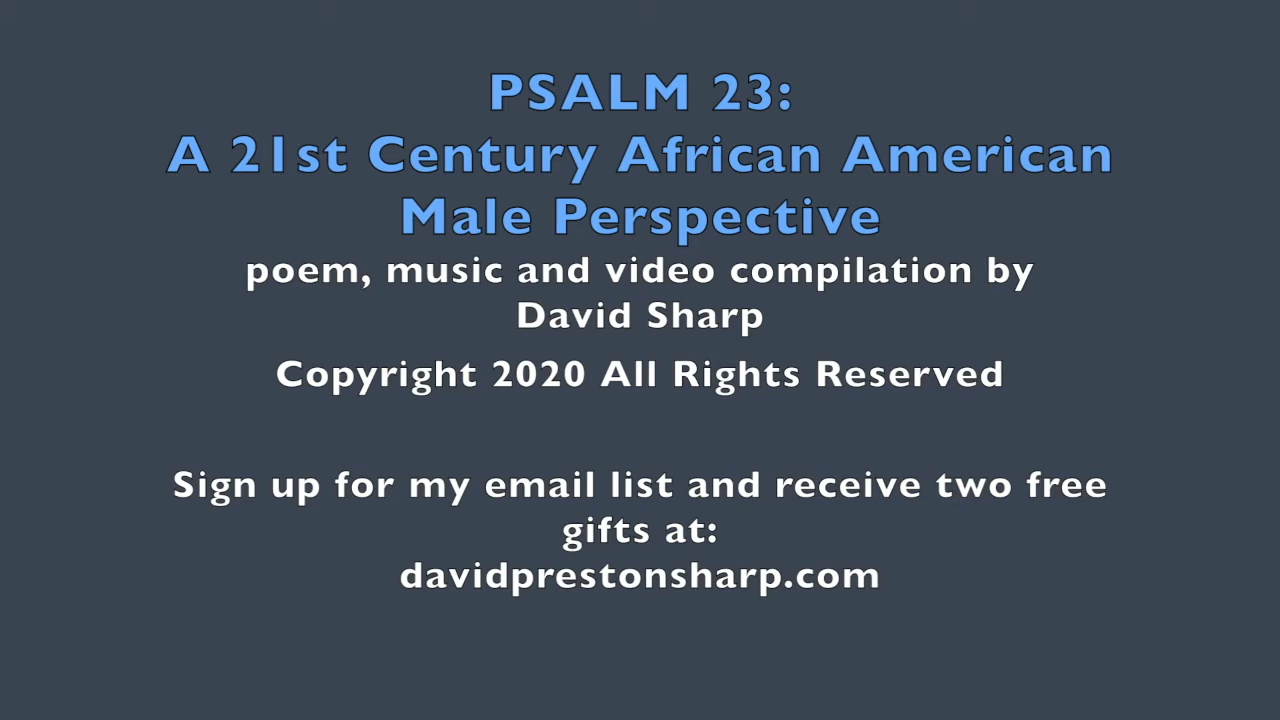 PSALM 23:
A 21st Century African American
Male Perspective
poem, music and video compilation by
David Sharp
Copyright 2020 All Rights Reserved
Sign up for my email list and receive two free
gifts at:
davidprestonsharp.com